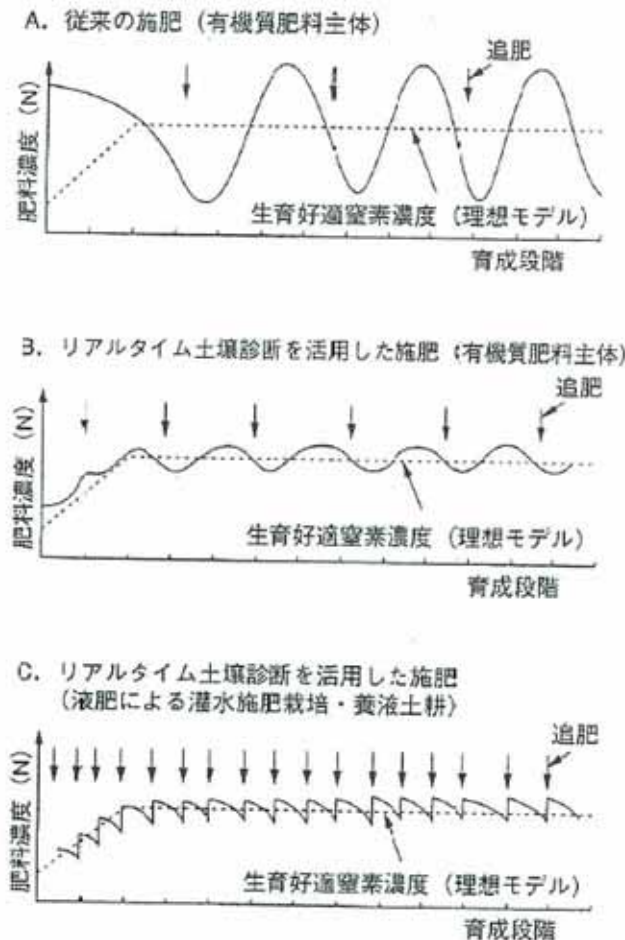 A. 従来の施肥 (有機質肥料主体)
追肥
肥料濃度 (N)
生育好適窒素濃度 (理想モデル)
育成段階
B. リアルタイム土壌診断を活用した施肥 (有機質肥料主体)
追肥
肥料濃度 (N)
生育好適窒素濃度 (理想モデル)
育成段階
C. リアルタイム土壌診断を活用した施肥
(液肥による灌水施肥栽培・養液土耕)
追肥
肥料濃度 (N)
生育好適窒素濃度 (理想モデル)
育成段階